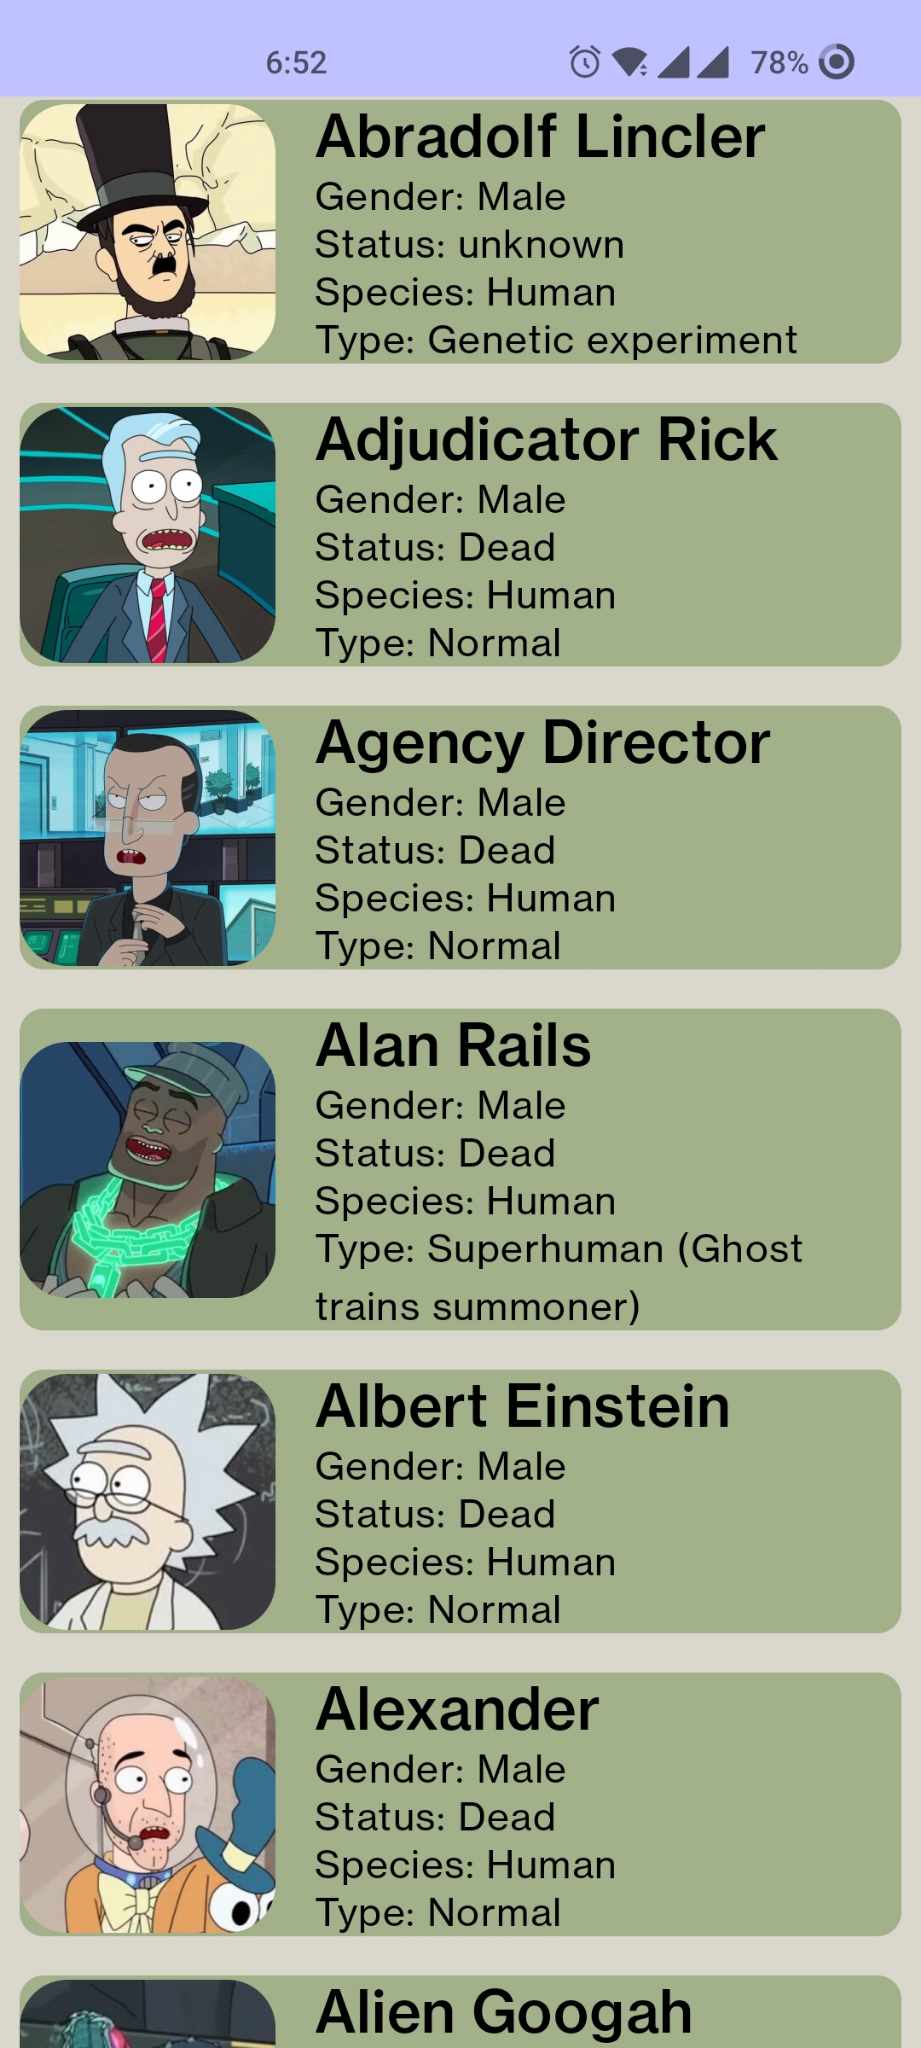 6:52
78%
Abradolf Lincler
Gender: Male
Status: unknown
Species: Human
Type: Genetic experiment
Adjudicator Rick
Gender: Male
Status: Dead
Species: Human
Type: Normal
Agency Director
Gender: Male
Status: Dead
Species: Human
Type: Normal
Alan Rails
Gender: Male
Status: Dead
Species: Human
Type: Superhuman (Ghost
trains summoner)
Albert Einstein
Gender: Male
Status: Dead
Species: Human
Type: Normal
Alexander
Gender: Male
Status: Dead
Species: Human
Type: Normal
Alien Googah